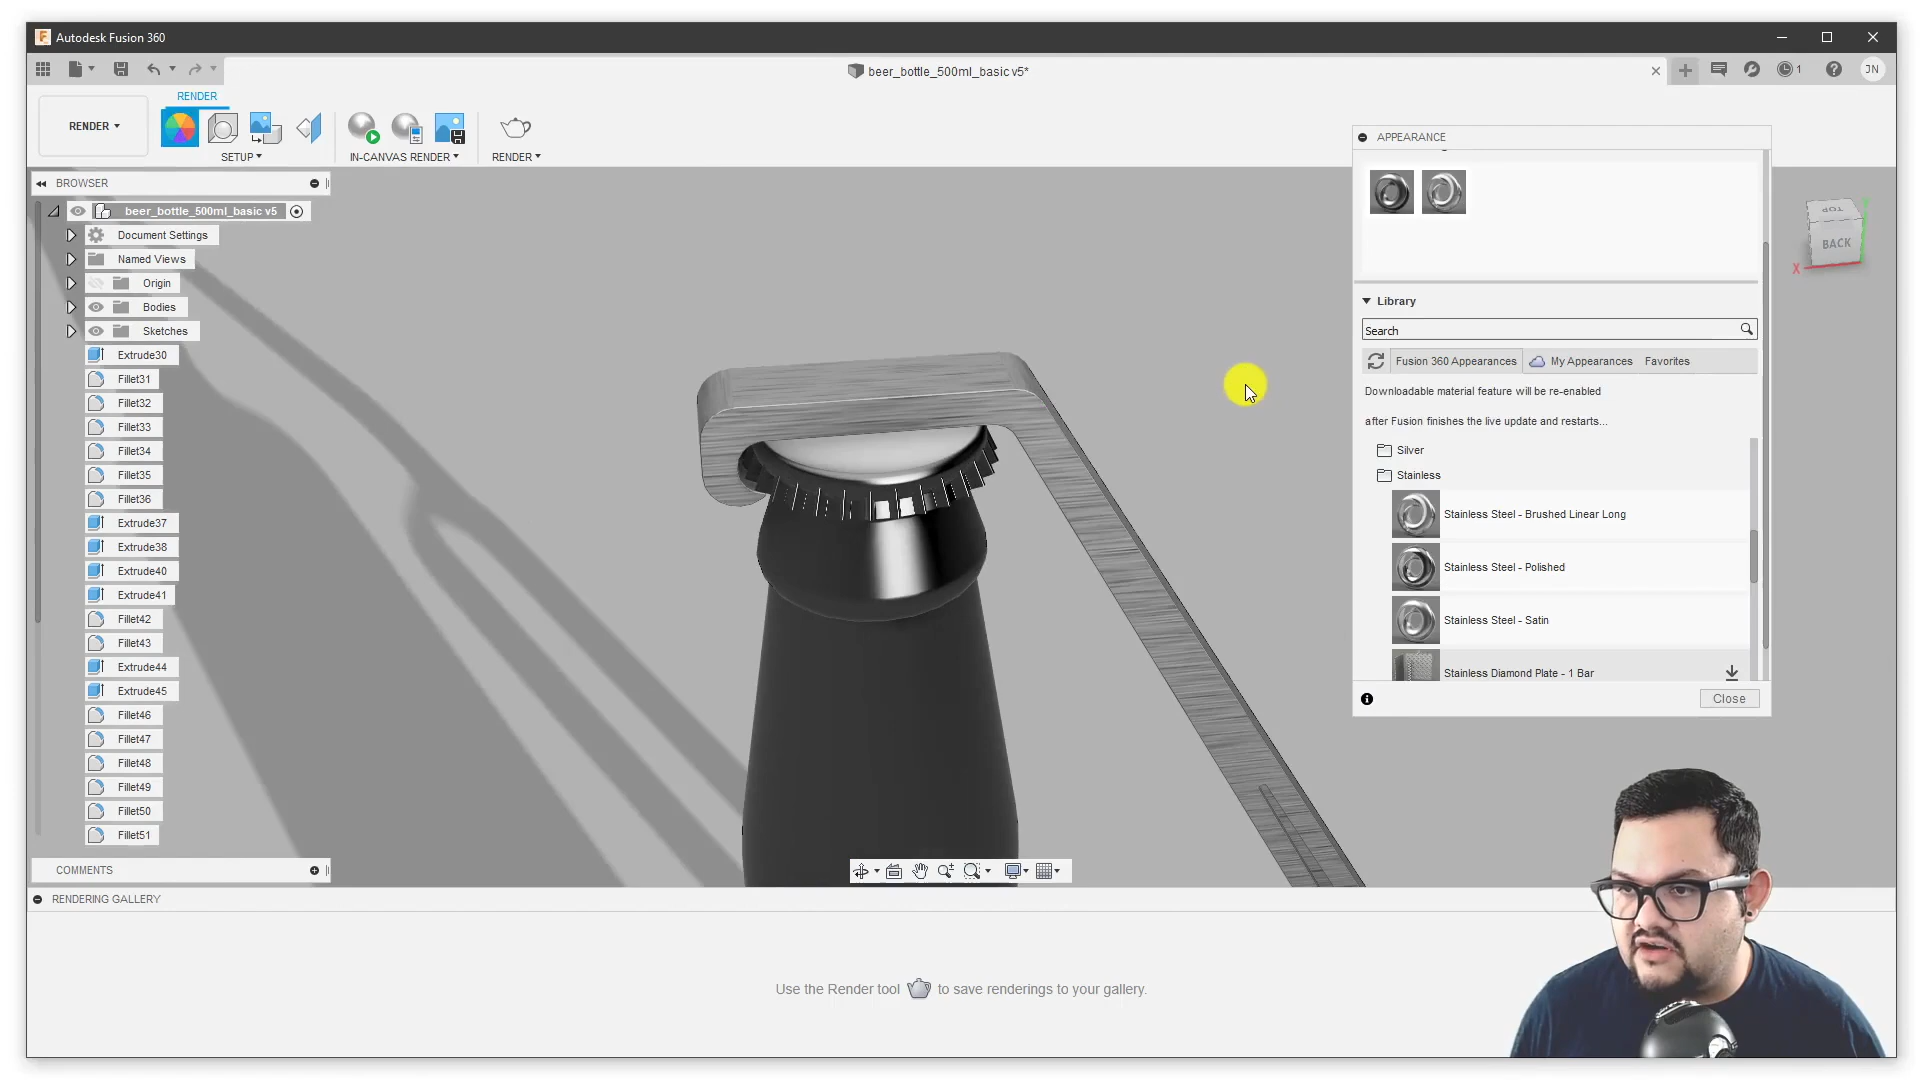 Autodesk Fusion 360
beer_bottle_500ml_basic v5*
1
JN
RENDER
RENDER
SETUP
IN-CANVAS RENDER
RENDER
BROWSER
beer_bottle_500ml_basic v5
Document Settings
Named Views
Origin
Bodies
Sketches
Extrude30
Fillet31
Fillet32
Fillet33
Fillet34
Fillet35
Fillet36
Extrude37
Extrude38
Extrude40
Extrude41
Fillet42
Fillet43
Extrude44
Extrude45
Fillet46
Fillet47
Fillet48
Fillet49
Fillet50
Fillet51
COMMENTS
APPEARANCE
Library
Search
Fusion 360 Appearances
My Appearances
Favorites
Downloadable material feature will be re-enabled
after Fusion finishes the live update and restarts...
Silver
Stainless
Stainless Steel - Brushed Linear Long
Stainless Steel - Polished
Stainless Steel - Satin
Stainless Diamond Plate - 1 Bar
Close
TOP
BACK
X
RENDERING GALLERY
Use the Render tool to save renderings to your gallery.